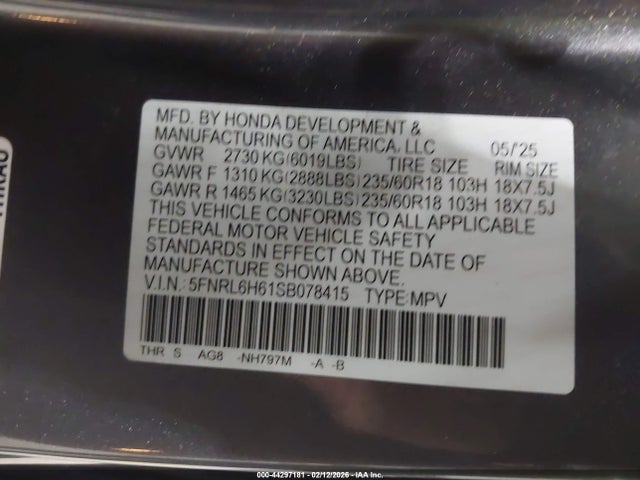 MFD. BY HONDA DEVELOPMENT &
MANUFACTURING OF AMERICA, LLC 05/'25
GVWR 2730 KG(6019LBS) TIRE SIZE RIM SIZE
GAWR F 1310 KG(2888LBS) 235/60R18 103H 18X7.5J
GAWR R 1465 KG(3230LBS) 235/60R18 103H 18X7.5J
THIS VEHICLE CONFORMS TO ALL APPLICABLE
FEDERAL MOTOR VEHICLE SAFETY
STANDARDS IN EFFECT ON THE DATE OF
MANUFACTURE SHOWN ABOVE.
V.I.N.: 5FNRL6H61SB078415 TYPE:MPV
THR S AG8 -NH797M -A -B
000-44297181 - 02/12/2026 - IAA Inc.